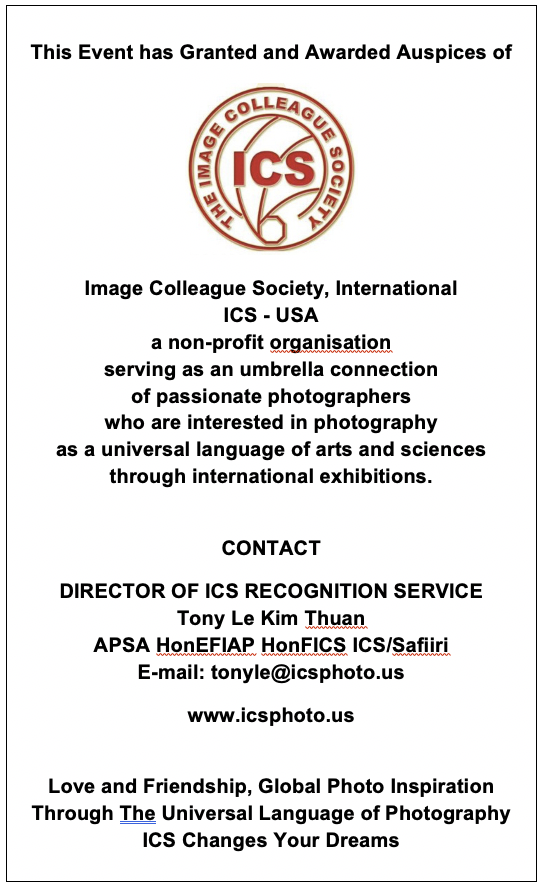 This Event has Granted and Awarded Auspices of
THE IMAGE COLLEAGUE SOCIETY
ICS
Image Colleague Society, International
ICS - USA
a non-profit organisation
serving as an umbrella connection
of passionate photographers
who are interested in photography
as a universal language of arts and sciences
through international exhibitions.
CONTACT
DIRECTOR OF ICS RECOGNITION SERVICE
Tony Le Kim Thuan
APSA HonEFIAP HonFICS ICS/Safiiri
E-mail: tonyle@icsphoto.us
www.icsphoto.us
Love and Friendship, Global Photo Inspiration
Through The Universal Language of Photography
ICS Changes Your Dreams